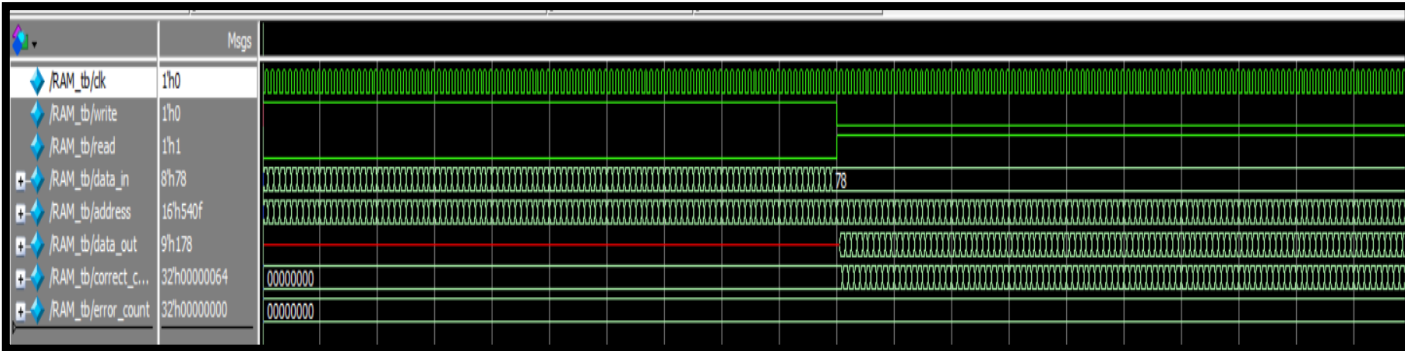 Msgs
/RAM_tb/clk 1'h0
/RAM_tb/write 1'h0
/RAM_tb/read 1'h1
/RAM_tb/data_in 8'h78 78
/RAM_tb/address 16'h540f
/RAM_tb/data_out 9'h178
/RAM_tb/correct_c... 32'h00000064 00000000
/RAM_tb/error_count 32'h00000000 00000000